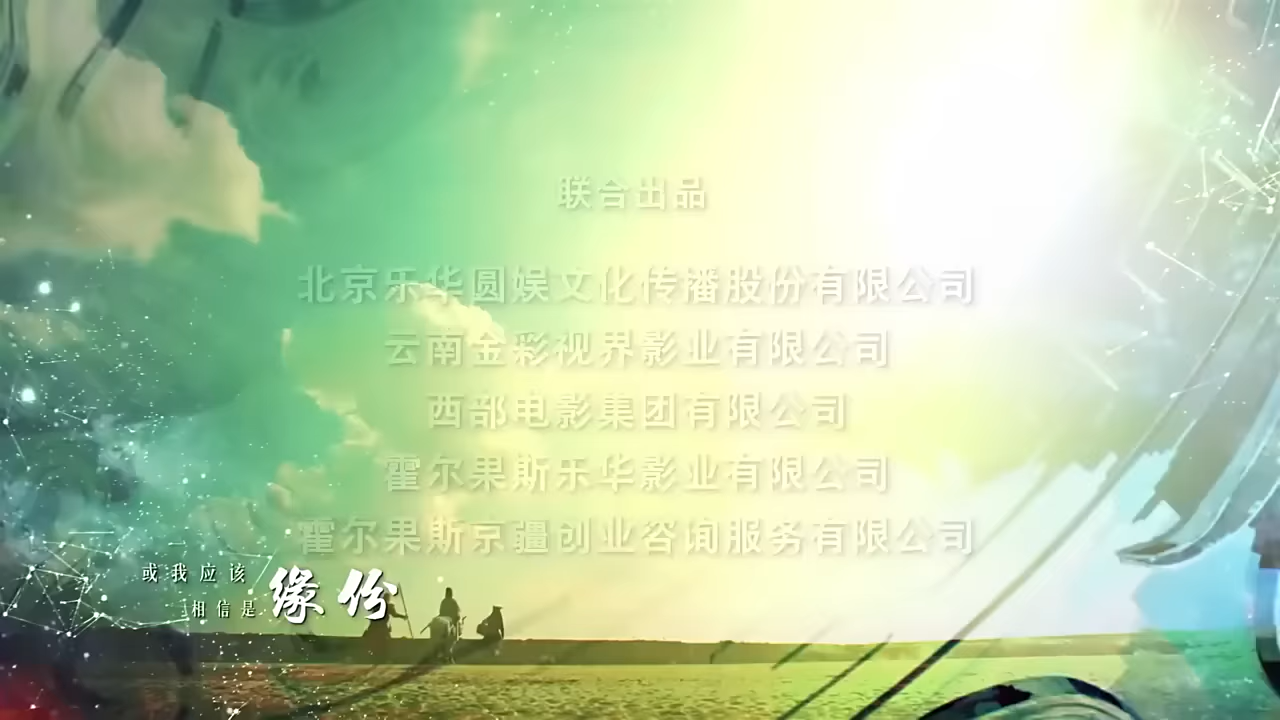 联合出品
北京乐华圆娱文化传播股份有限公司
云南金彩视界影业有限公司
西部电影集团有限公司
霍尔果斯乐华影业有限公司
霍尔果斯京疆创业咨询服务有限公司
或我应该
相信是缘份